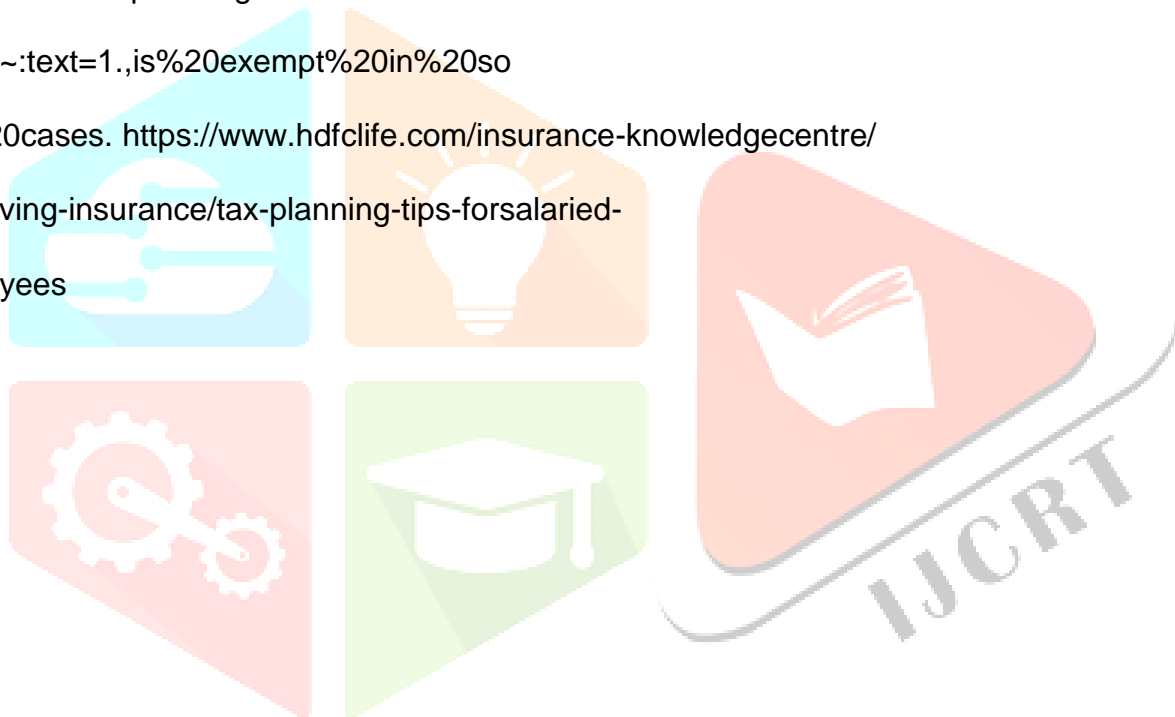 ~:text=1.,is%20exempt%20in%20so
20cases. https://www.hdfclife.com/insurance-knowledgecentre/
ving-insurance/tax-planning-tips-forsalaried-
yees
IJCRT